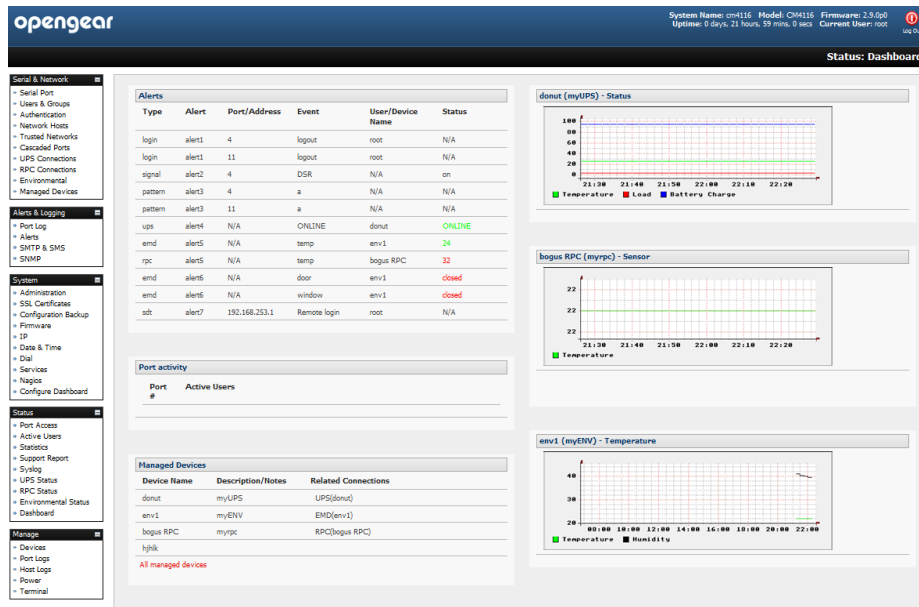 opengear
System Name: cm4116 Model: CM4116 Firmware: 2.9.0p0
Uptime: 0 days, 21 hours, 59 mins, 0 secs Current User: root
Log Ou
Status: Dashboard
Serial & Network
» Serial Port
» Users & Groups
» Authentication
» Network Hosts
» Trusted Networks
» Cascaded Ports
» UPS Connections
» RPC Connections
» Environmental
» Managed Devices
Alerts & Logging
» Port Log
» Alerts
» SMTP & SMS
» SNMP
System
» Administration
» SSL Certificates
» Configuration Backup
» Firmware
» IP
» Date & Time
» Dial
» Services
» Nagios
» Configure Dashboard
Status
» Port Access
» Active Users
» Statistics
» Support Report
» Syslog
» UPS Status
» RPC Status
» Environmental Status
» Dashboard
Manage
» Devices
» Port Logs
» Host Logs
» Power
» Terminal
Alerts
Type Alert Port/Address Event User/Device Name Status
login alert1 4 logout root N/A
login alert1 11 logout root N/A
signal alert2 4 DSR N/A on
pattern alert3 4 a N/A N/A
pattern alert3 11 a N/A N/A
ups alert4 N/A ONLINE donut ONLINE
emd alert5 N/A temp env1 24
rpc alert5 N/A temp bogus RPC 32
emd alert6 N/A door env1 closed
emd alert6 N/A window env1 closed
sdt alert7 192.168.253.1 Remote login root N/A
Port activity
Port # Active Users
Managed Devices
Device Name Description/Notes Related Connections
donut myUPS UPS(donut)
env1 myENV EMD(env1)
bogus RPC myrpc RPC(bogus RPC)
hjhlk
All managed devices
donut (myUPS) - Status
100
80
60
40
20
0
21:30 21:40 21:50 22:00 22:10 22:20
Temperature Load Battery Charge
bogus RPC (myrpc) - Sensor
22
22
22
21:30 21:40 21:50 22:00 22:10 22:20
Temperature
env1 (myENV) - Temperature
40
30
20
08:00 10:00 12:00 14:00 16:00 18:00 20:00 22:00
Temperature Humidity